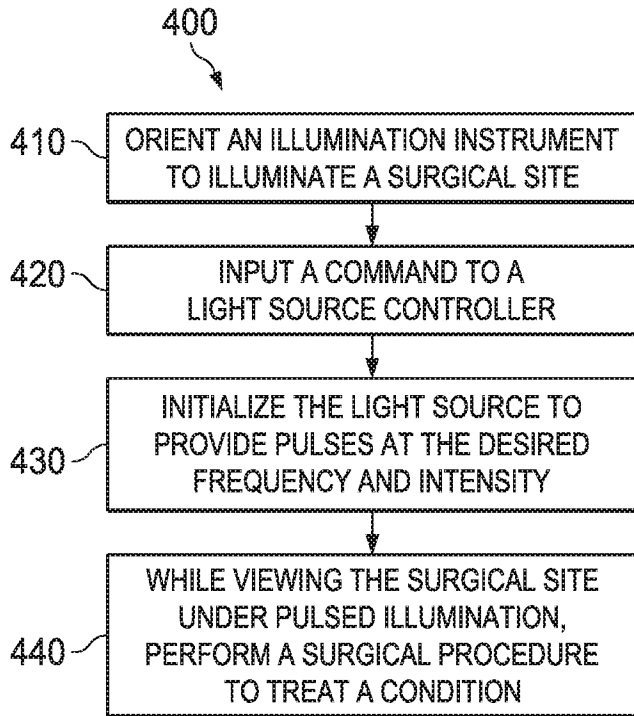 400
410
ORIENT AN ILLUMINATION INSTRUMENT
TO ILLUMINATE A SURGICAL SITE
420
INPUT A COMMAND TO A
LIGHT SOURCE CONTROLLER
430
INITIALIZE THE LIGHT SOURCE TO
PROVIDE PULSES AT THE DESIRED
FREQUENCY AND INTENSITY
440
WHILE VIEWING THE SURGICAL SITE
UNDER PULSED ILLUMINATION,
PERFORM A SURGICAL PROCEDURE
TO TREAT A CONDITION